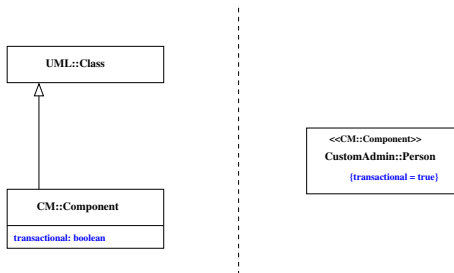 UML::Class
CM::Component
transactional: boolean
<<CM::Component>>
CustomAdmin::Person
{transactional = true}